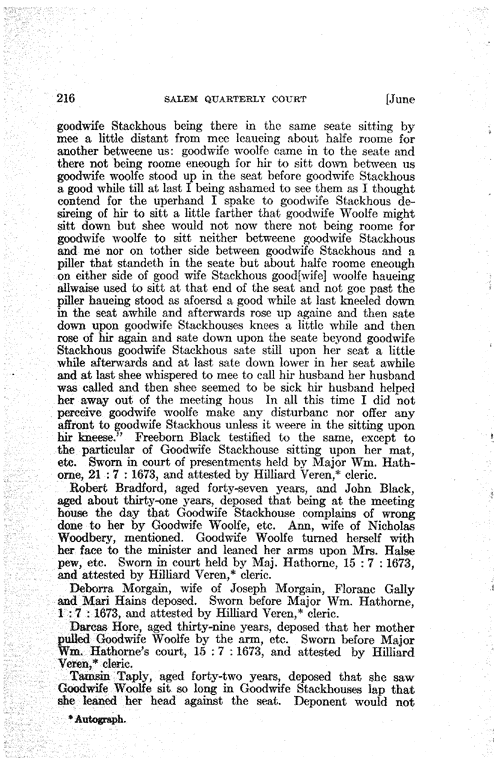 216 SALEM QUARTERLY COURT [June
goodwife Stackhous being there in the same seate sitting by
mee a little distant from mee leaueing about halfe roome for
another betweene us: goodwife woolfe came in to the seate and
there not being roome eneough for hir to sitt down between us
goodwife woolfe stood up in the seat before goodwife Stackhous
a good while till at last I being ashamed to see them as I thought
contend for the uperhand I spake to goodwife Stackhous de-
sireing of hir to sitt a little farther that goodwife Woolfe might
sitt down but shee would not now there not being roome for
goodwife woolfe to sitt neither betweene goodwife Stackhous
and me nor on tother side between goodwife Stackhous and a
piller that standeth in the seate but about halfe roome eneough
on either side of good wife Stackhous good[wife] woolfe haueing
allwaise used to sitt at that end of the seat and not goe past the
piller haueing stood as afoersd a good while at last kneeled down
in the seat awhile and afterwards rose up againe and then sate
down upon goodwife Stackhouses knees a little while and then
rose of hir again and sate down upon the seate beyond goodwife
Stackhous goodwife Stackhous sate still upon her seat a little
while afterwards and at last sate down lower in her seat awhile
and at last shee whispered to mee to call hir husband her husband
was called and then shee seemed to be sick hir husband helped
her away out of the meeting hous In all this time I did not
perceive goodwife woolfe make any disturbanc nor offer any
affront to goodwife Stackhous unless it weere in the sitting upon
hir kneese." Freeborn Black testified to the same, except to
the particular of Goodwife Stackhouse sitting upon her mat,
etc. Sworn in court of presentments held by Major Wm. Hath-
orne, 21 : 7 : 1673, and attested by Hilliard Veren,* cleric.
Robert Bradford, aged forty-seven years, and John Black,
aged about thirty-one years, deposed that being at the meeting
house the day that Goodwife Stackhouse complains of wrong
done to her by Goodwife Woolfe, etc. Ann, wife of Nicholas
Woodbery, mentioned. Goodwife Woolfe turned herself with
her face to the minister and leaned her arms upon Mrs. Halse
pew, etc. Sworn in court held by Maj. Hathorne, 15 : 7 : 1673,
and attested by Hilliard Veren,* cleric.
Deborra Morgain, wife of Joseph Morgain, Floranc Gally
and Mari Hains deposed. Sworn before Major Wm. Hathorne,
1 : 7 : 1673, and attested by Hilliard Veren,* cleric.
Darcas Hore, aged thirty-nine years, deposed that her mother
pulled Goodwife Woolfe by the arm, etc. Sworn before Major
Wm. Hathorne's court, 15 : 7 : 1673, and attested by Hilliard
Veren,* cleric.
Tamsin Taply, aged forty-two years, deposed that she saw
Goodwife Woolfe sit so long in Goodwife Stackhouses lap that
she leaned her head against the seat. Deponent would not
* Autograph.